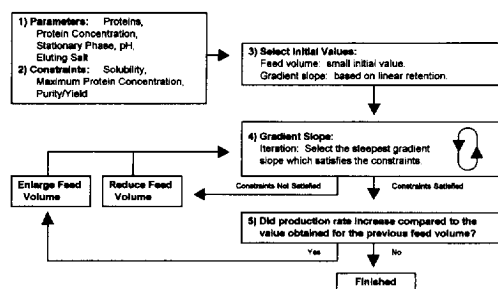 1) Parameters: Proteins,
Protein Concentration,
Stationary Phase, pH,
Eluting Salt
2) Constraints: Solubility,
Maximum Protein Concentration,
Purity/Yield
3) Select Initial Values:
Feed volume: small initial value.
Gradient slope: based on linear retention.
4) Gradient Slope:
Iteration: Select the steepest gradient
slope which satisfies the constraints.
Enlarge Feed
Volume
Reduce Feed
Volume
Constraints Not Satisfied
Constraints Satisfied
5) Did production rate increase compared to the
value obtained for the previous feed volume?
Yes
No
Finished